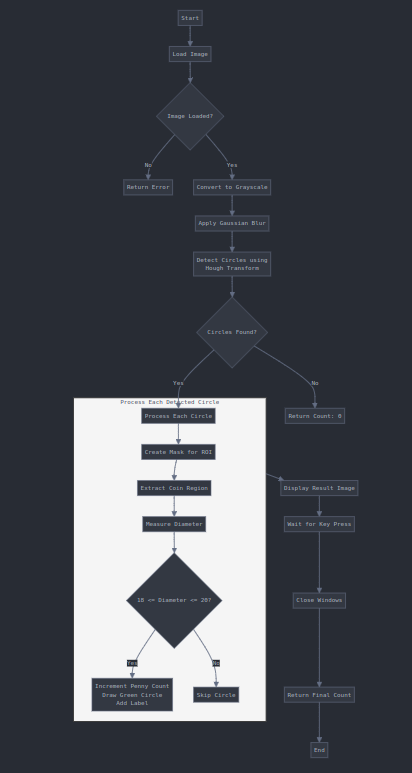 Start
Load Image
Image Loaded?
No
Yes
Return Error
Convert to Grayscale
Apply Gaussian Blur
Detect Circles using
Hough Transform
Circles Found?
Yes
No
Process Each Detected Circle
Process Each Circle
Return Count: 0
Create Mask for ROI
Extract Coin Region
Display Result Image
Measure Diameter
Wait for Key Press
18 <= Diameter <= 20?
Close Windows
Yes
No
Increment Penny Count
Draw Green Circle
Add Label
Skip Circle
Return Final Count
End